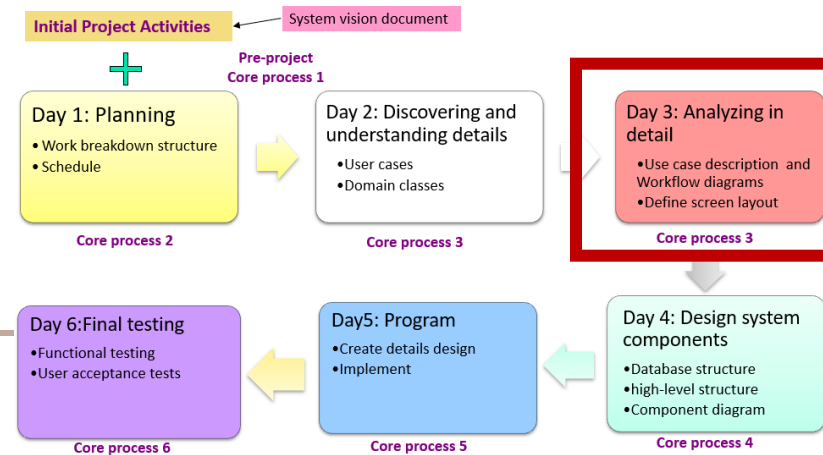 System vision document
Initial Project Activities
Pre-project
Core process 1
Day 1: Planning
• Work breakdown structure
• Schedule
Core process 2
Day 2: Discovering and
understanding details
•User cases
•Domain classes
Core process 3
Day 3: Analyzing in
detail
•Use case description and
Workflow diagrams
•Define screen layout
Core process 3
Day 4: Design system
components
•Database structure
•high-level structure
•Component diagram
Core process 4
Day5: Program
•Create details design
•Implement
Core process 5
Day 6:Final testing
•Functional testing
•User acceptance tests
Core process 6